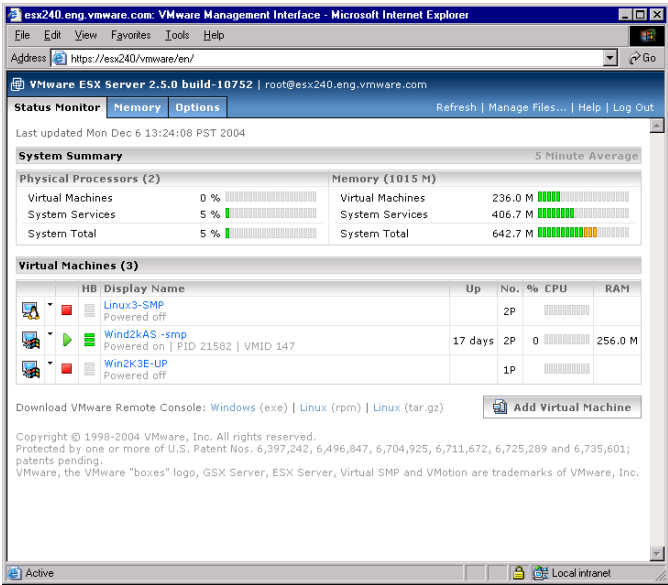 esx240.eng.vmware.com: VMware Management Interface - Microsoft Internet Explorer
File Edit View Favorites Tools Help
Address https://esx240/vmware/en/ Go
VMware ESX Server 2.5.0 build-10752 | root@esx240.eng.vmware.com
Status Monitor Memory Options Refresh | Manage Files... | Help | Log Out
Last updated Mon Dec 6 13:24:08 PST 2004
System Summary 5 Minute Average
Physical Processors (2) Memory (1015 M)
Virtual Machines 0 % Virtual Machines 236.0 M
System Services 5 % System Services 406.7 M
System Total 5 % System Total 642.7 M
Virtual Machines (3)
HB Display Name Up No. % CPU RAM
Linux3-SMP
Powered off 2P
Wind2kAS -smp
Powered on | PID 21582 | VMID 147 17 days 2P 0 256.0 M
Win2K3E-UP
Powered off 1P
Download VMware Remote Console: Windows (exe) | Linux (rpm) | Linux (tar.gz) Add Virtual Machine
Copyright © 1998-2004 VMware, Inc. All rights reserved.
Protected by one or more of U.S. Patent Nos. 6,397,242, 6,496,847, 6,704,925, 6,711,672, 6,725,289 and 6,735,601;
patents pending.
VMware, the VMware "boxes" logo, GSX Server, ESX Server, Virtual SMP and VMotion are trademarks of VMware, Inc.
Active Local intranet